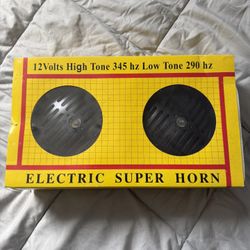 12Volts High Tone 345 hz Low Tone 290 hz
ELECTRIC SUPER HORN